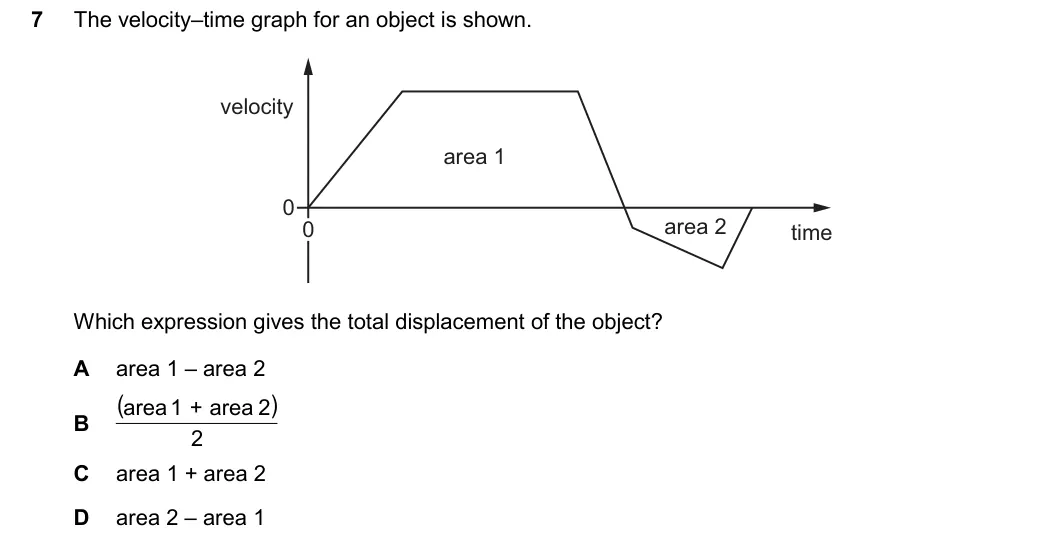 7 The velocity–time graph for an object is shown.
velocity
area 1
0
0
area 2
time
Which expression gives the total displacement of the object?
A area 1 – area 2
B (area 1 + area 2)
2
C area 1 + area 2
D area 2 – area 1